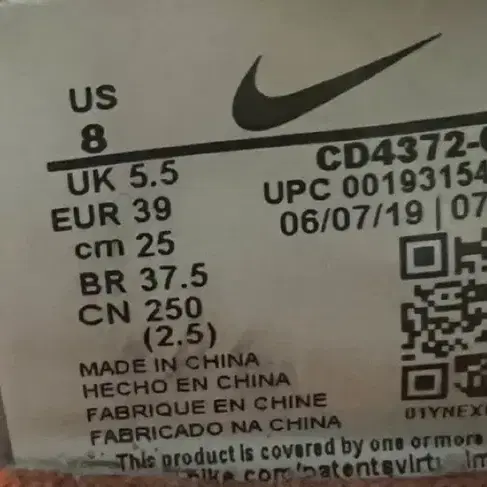 US
8
UK 5.5
EUR 39
cm 25
BR 37.5
CN 250
(2.5)
CD4372-
UPC 00193154
06/07/19 | 07
MADE IN CHINA
HECHO EN CHINA
FABRIQUE EN CHINE
FABRICADO NA CHINA
01YNEX
This product is covered by one or more